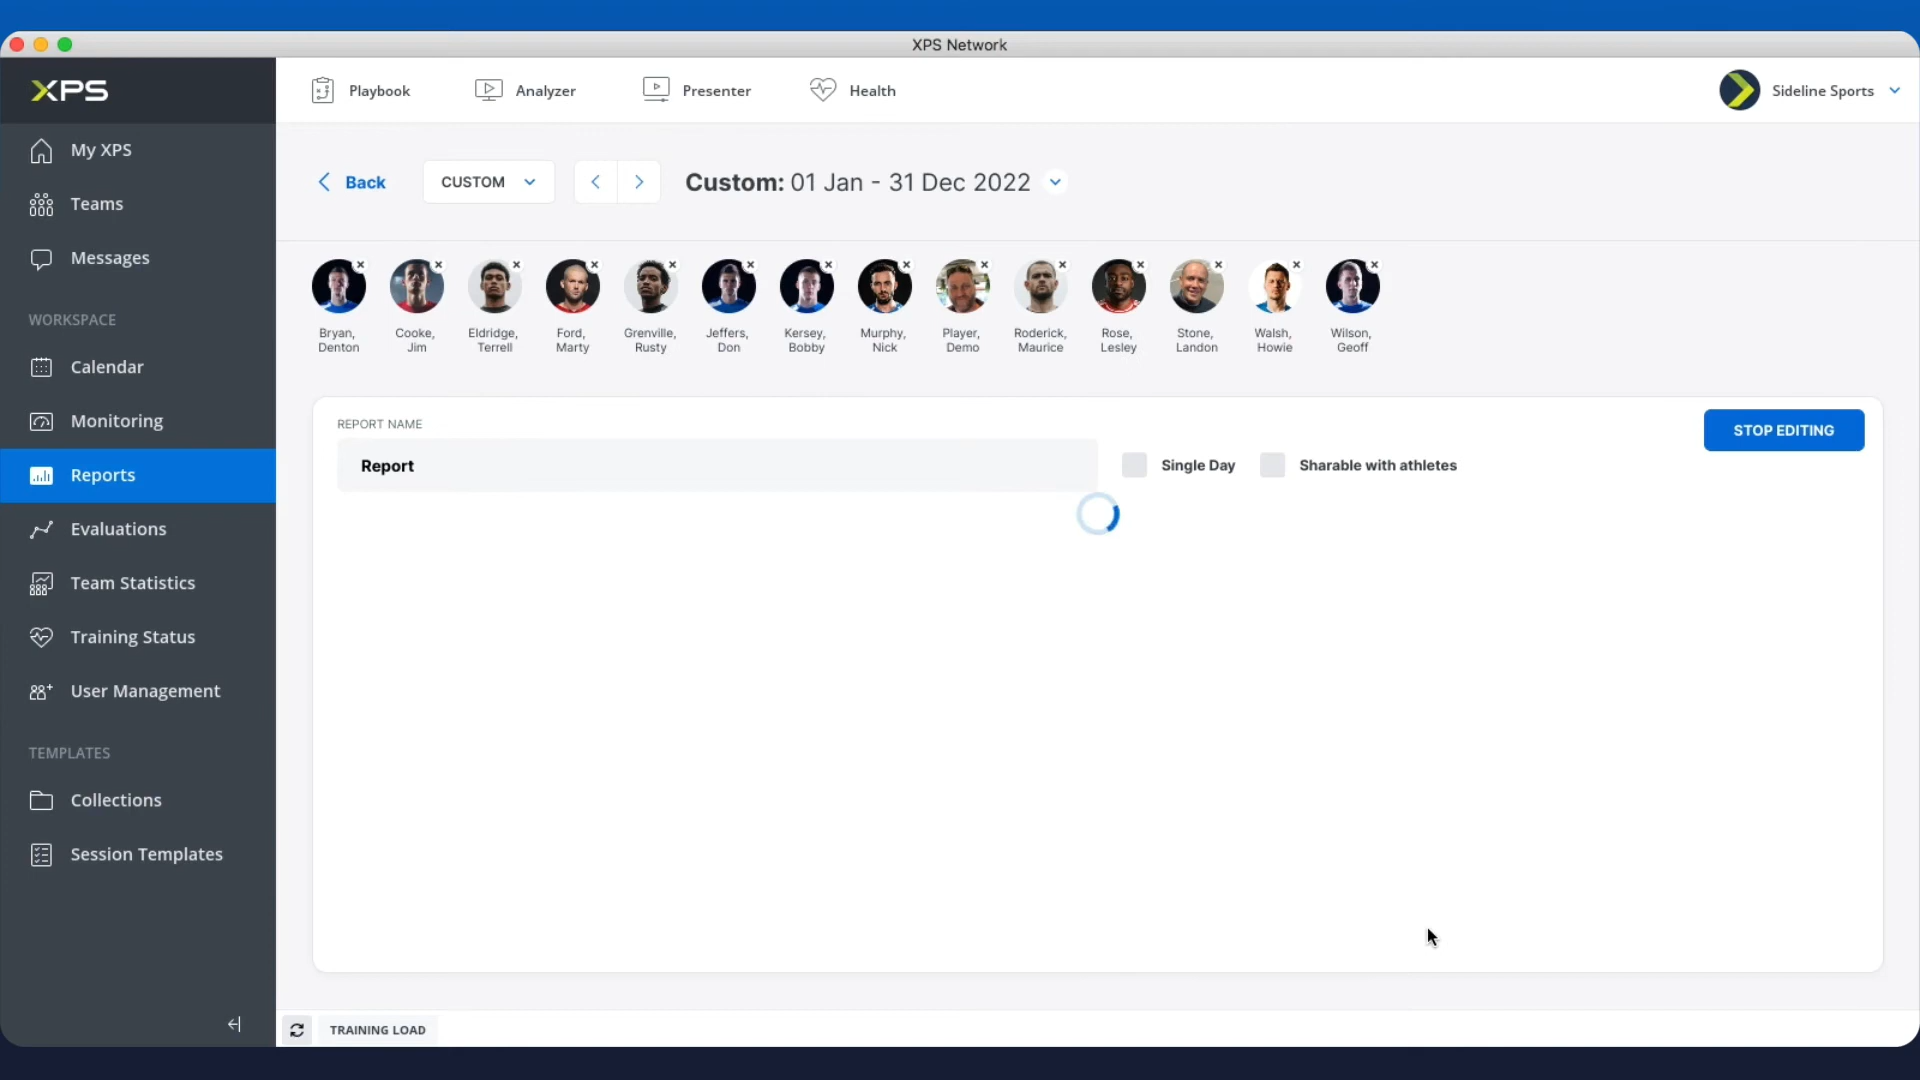 XPS Network
XPS
Playbook
Analyzer
Presenter
Health
Sideline Sports
My XPS
Teams
Messages
WORKSPACE
Calendar
Monitoring
Reports
Evaluations
Team Statistics
Training Status
User Management
TEMPLATES
Collections
Session Templates
Back
CUSTOM
Custom: 01 Jan - 31 Dec 2022
Bryan,
Denton
Cooke,
Jim
Eldridge,
Terrell
Ford,
Marty
Grenville,
Rusty
Jeffers,
Don
Kersey,
Bobby
Murphy,
Nick
Player,
Demo
Roderick,
Maurice
Rose,
Lesley
Stone,
Landon
Walsh,
Howie
Wilson,
Geoff
REPORT NAME
Report
Single Day
Sharable with athletes
STOP EDITING
TRAINING LOAD